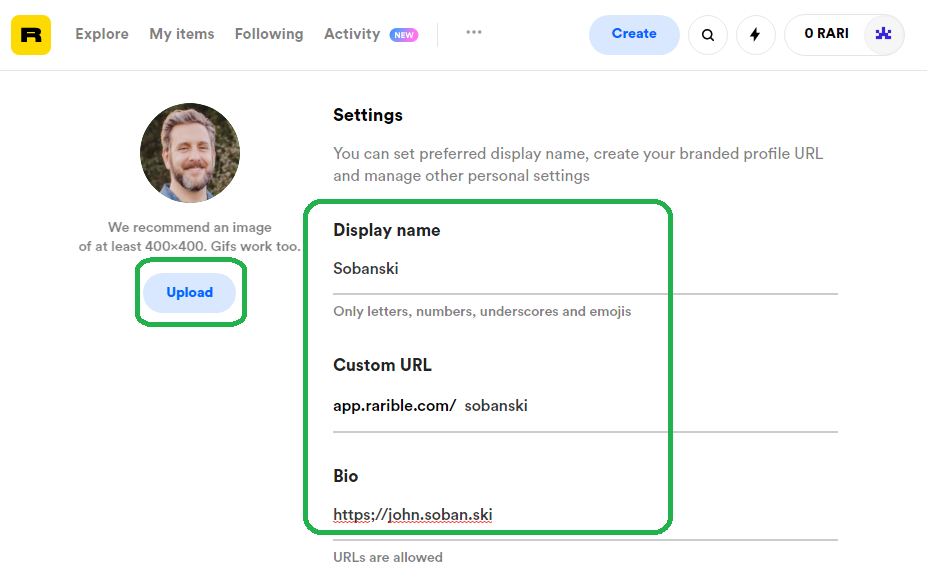 R Explore My items Following Activity NEW ... Create 0 RARI
We recommend an image
of at least 400×400. Gifs work too.
Upload
Settings
You can set preferred display name, create your branded profile URL
and manage other personal settings
Display name
Sobanski
Only letters, numbers, underscores and emojis
Custom URL
app.rarible.com/ sobanski
Bio
https://john.soban.ski
URLs are allowed